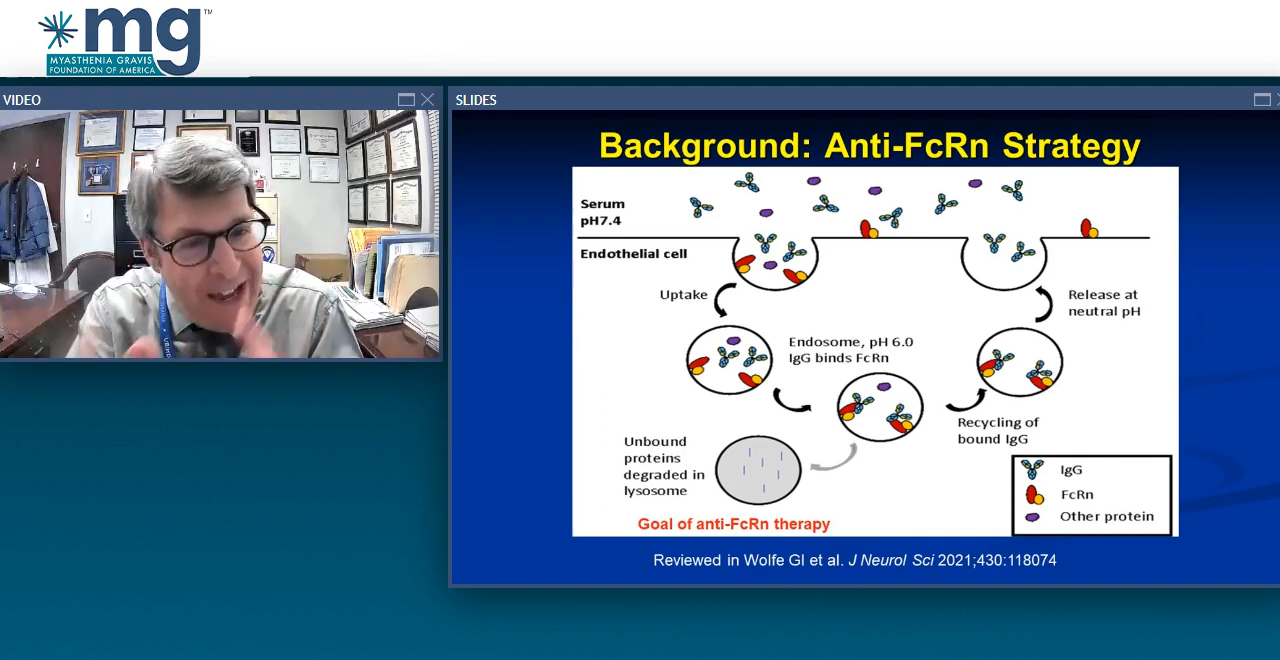 mg™
MYASTHENIA GRAVIS
FOUNDATION OF AMERICA
VIDEO
SLIDES
Background: Anti-FcRn Strategy
Serum
pH7.4
Endothelial cell
Uptake
Release at
neutral pH
Endosome, pH 6.0
IgG binds FcRn
Recycling of
bound IgG
Unbound
proteins
degraded in
lysosome
Goal of anti-FcRn therapy
IgG
FcRn
Other protein
Reviewed in Wolfe GI et al. J Neurol Sci 2021;430:118074